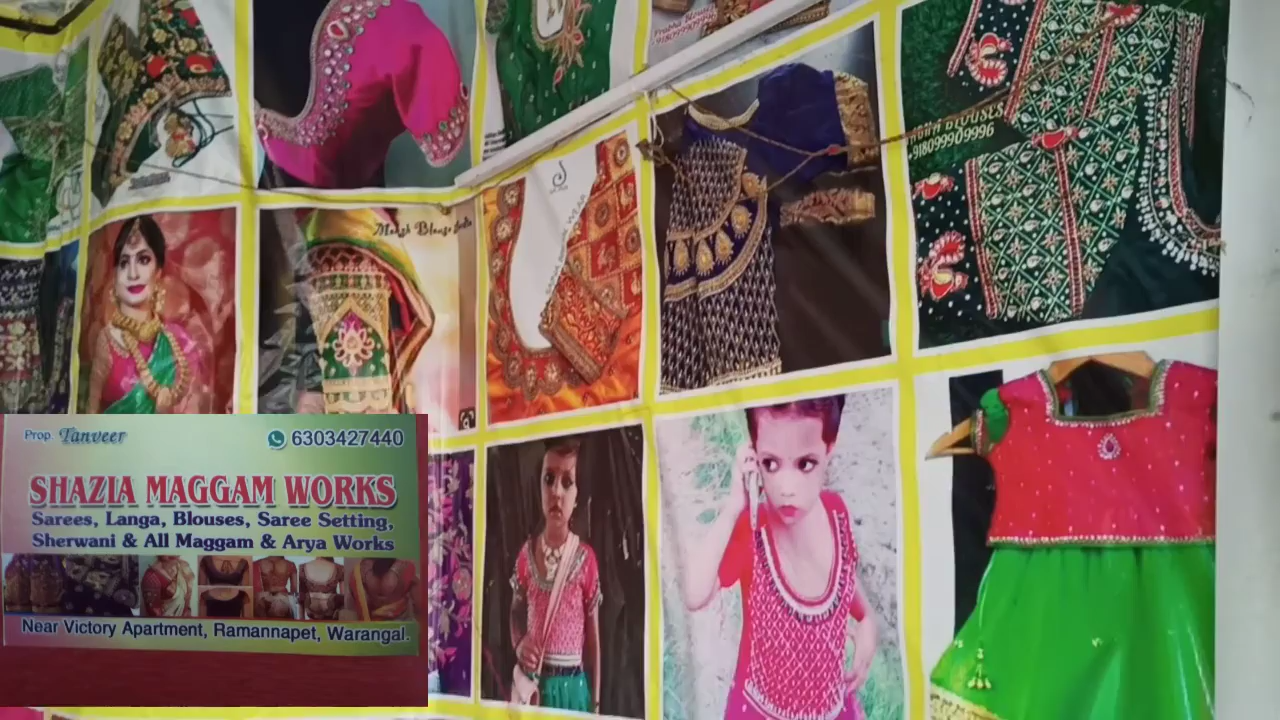 +918099909996
Prop. Tanveer
6303427440
SHAZIA MAGGAM WORKS
Sarees, Langa, Blouses, Saree Setting,
Sherwani & All Maggam & Arya Works
Near Victory Apartment, Ramannapet, Warangal.